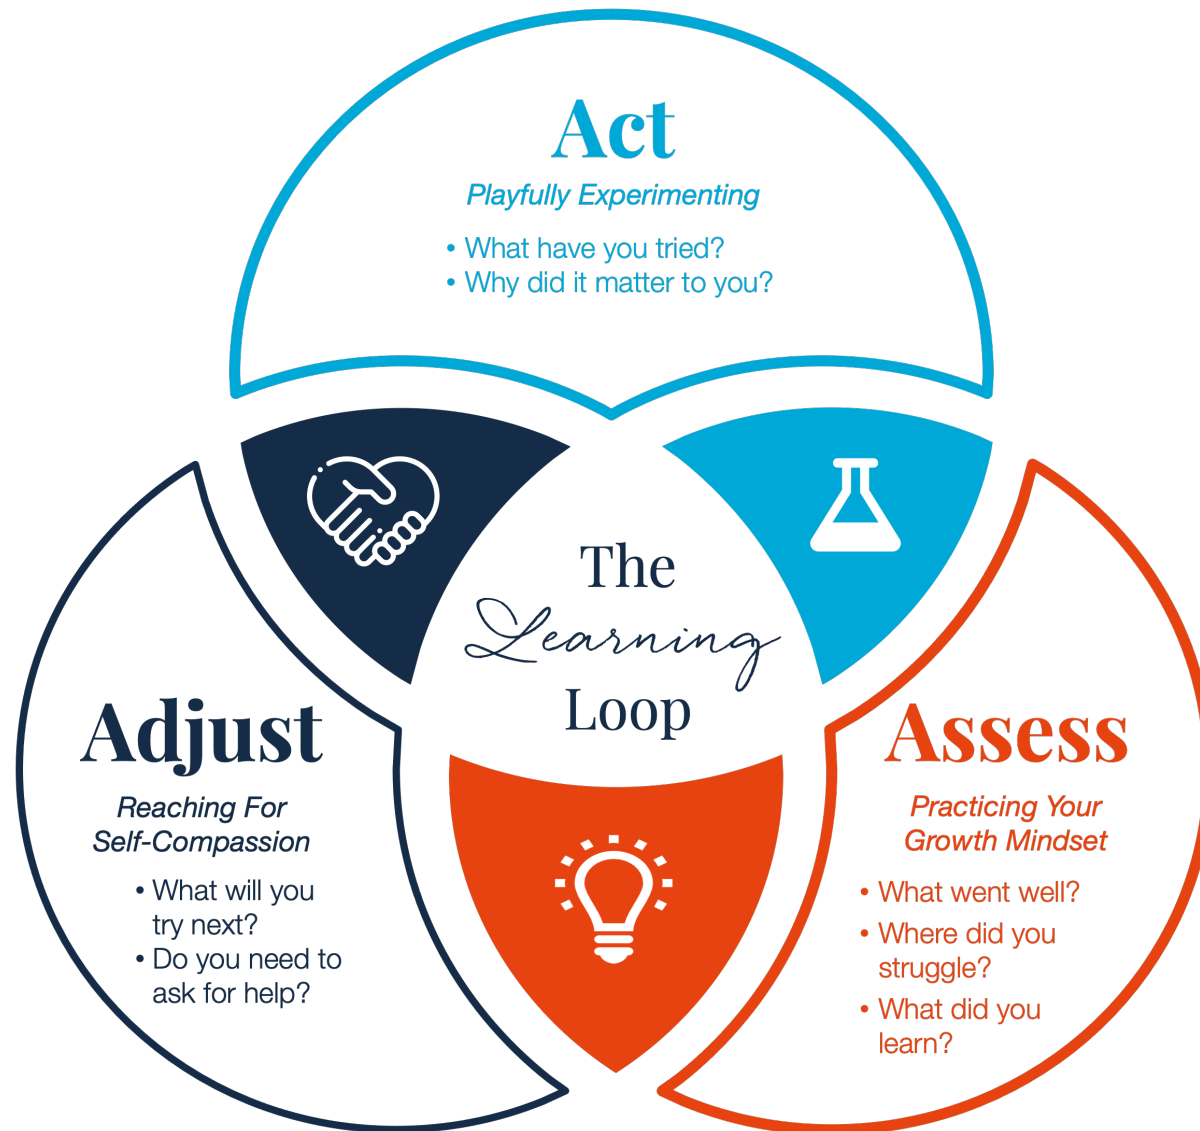 Act
Playfully Experimenting
• What have you tried?
• Why did it matter to you?
The
Learning
Loop
Adjust
Reaching For
Self-Compassion
• What will you
try next?
• Do you need to
ask for help?
Assess
Practicing Your
Growth Mindset
• What went well?
• Where did you
struggle?
• What did you
learn?